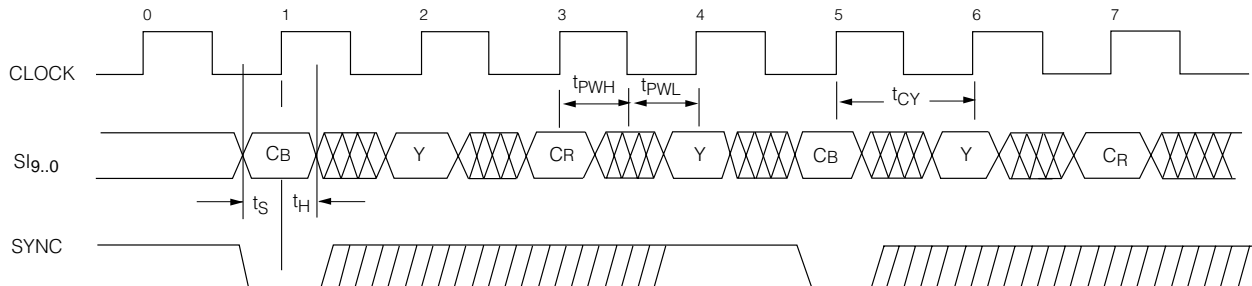 0 1 2 3 4 5 6 7
CLOCK
tPWH tPWL tCY
SI9..0 CB Y CR Y CB Y CR
tS tH
SYNC